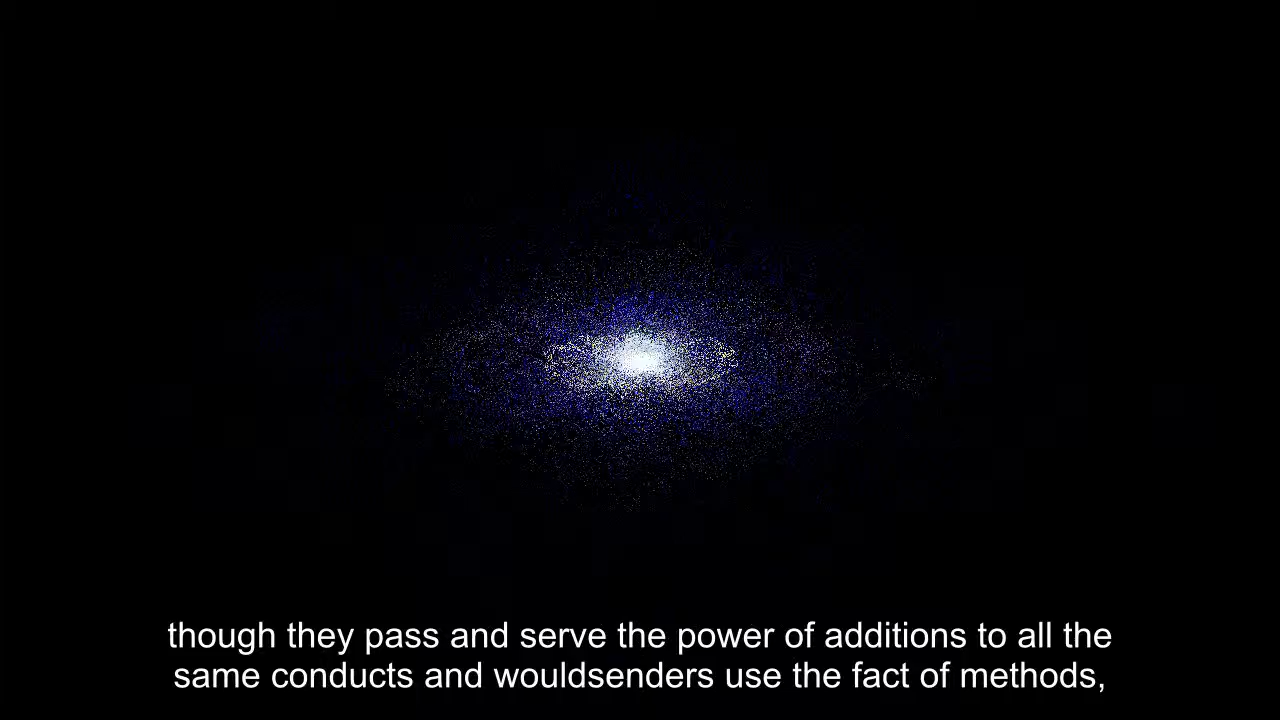 though they pass and serve the power of additions to all the
same conducts and wouldsenders use the fact of methods,